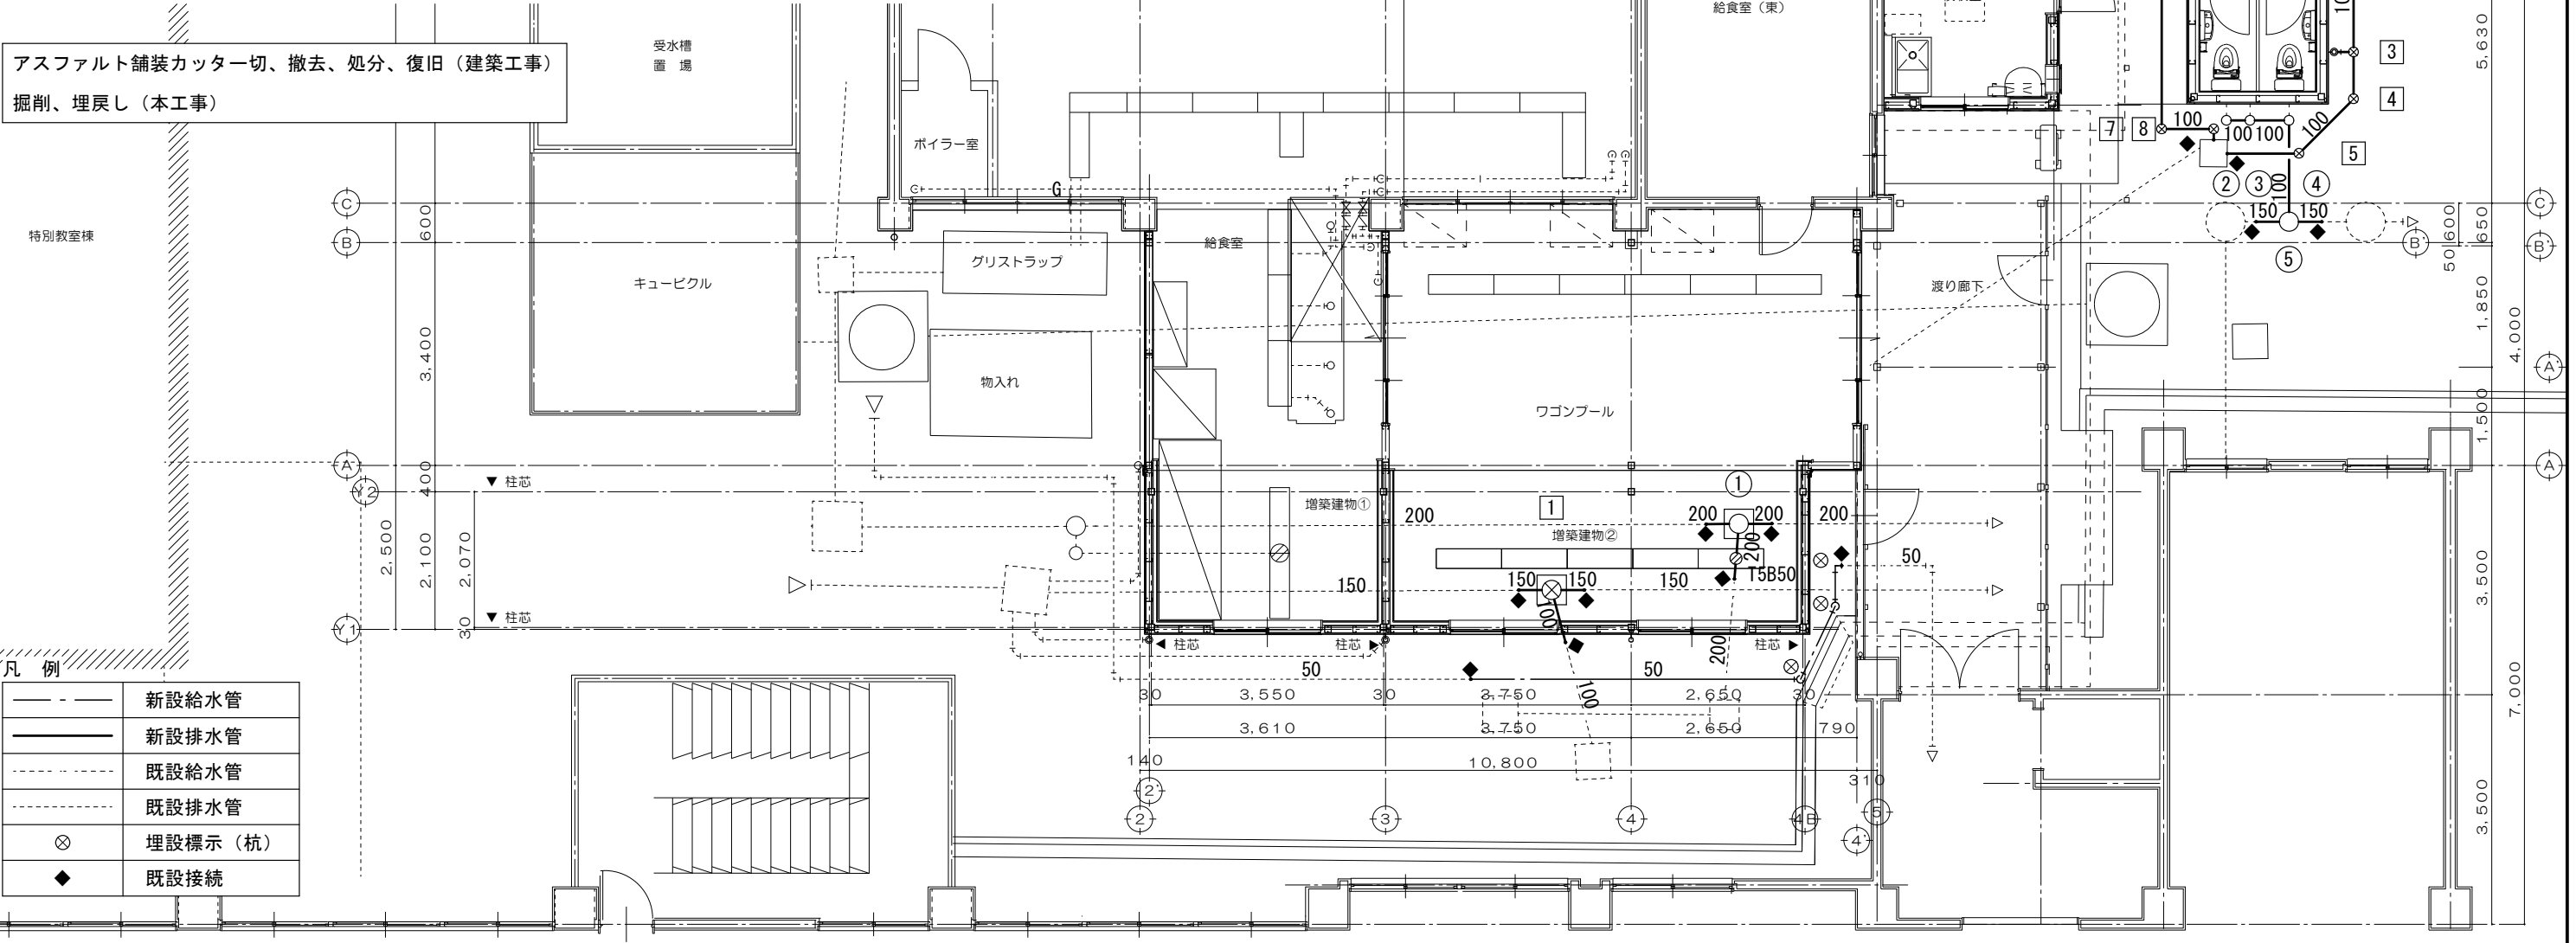 アスファルト舗装カッター切、撤去、処分、復旧（建築工事）
掘削、埋戻し（本工事）
受水槽
置　場
ボイラー室
給食室（東）
特別教室棟
キュービクル
グリストラップ
物入れ
給食室
G
ワゴンプール
渡り廊下
増築建物①
増築建物②
C
B
A
Y2
Y1
600
3,400
400
2,500
2,100
2,070
30
▼ 柱芯
▼ 柱芯
200
1
①
200
200
200
200
150
150
150
150
T5B50
100
50
200
◀ 柱芯
柱芯 ▶
柱芯 ▶
50
50
100
30
3,550
30
3,750
2,650
30
3,610
3,750
2,650
790
140
10,800
310
2'
2
3
4
4B
4'
5
3
4
5
7
8
100
100
100
100
100
②
③
④
150
150
⑤
5,630
650
600
50
1,850
4,000
1,500
3,500
7,000
3,500
C
B'
B'
A'
A
凡　例
新設給水管
新設排水管
既設給水管
既設排水管
埋設標示（杭）
既設接続